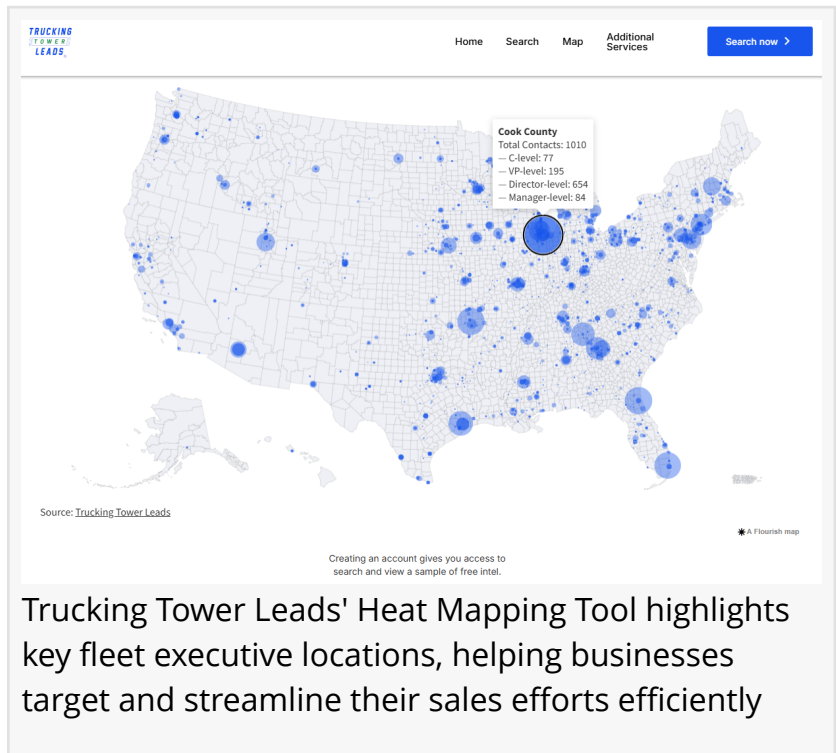 TRUCKING
TOWER
LEADS
Home
Search
Map
Additional
Services
Search now
Cook County
Total Contacts: 1010
— C-level: 77
— VP-level: 195
— Director-level: 654
— Manager-level: 84
Source: Trucking Tower Leads
A Flourish map
Creating an account gives you access to
search and view a sample of free intel.
Trucking Tower Leads' Heat Mapping Tool highlights
key fleet executive locations, helping businesses
target and streamline their sales efforts efficiently